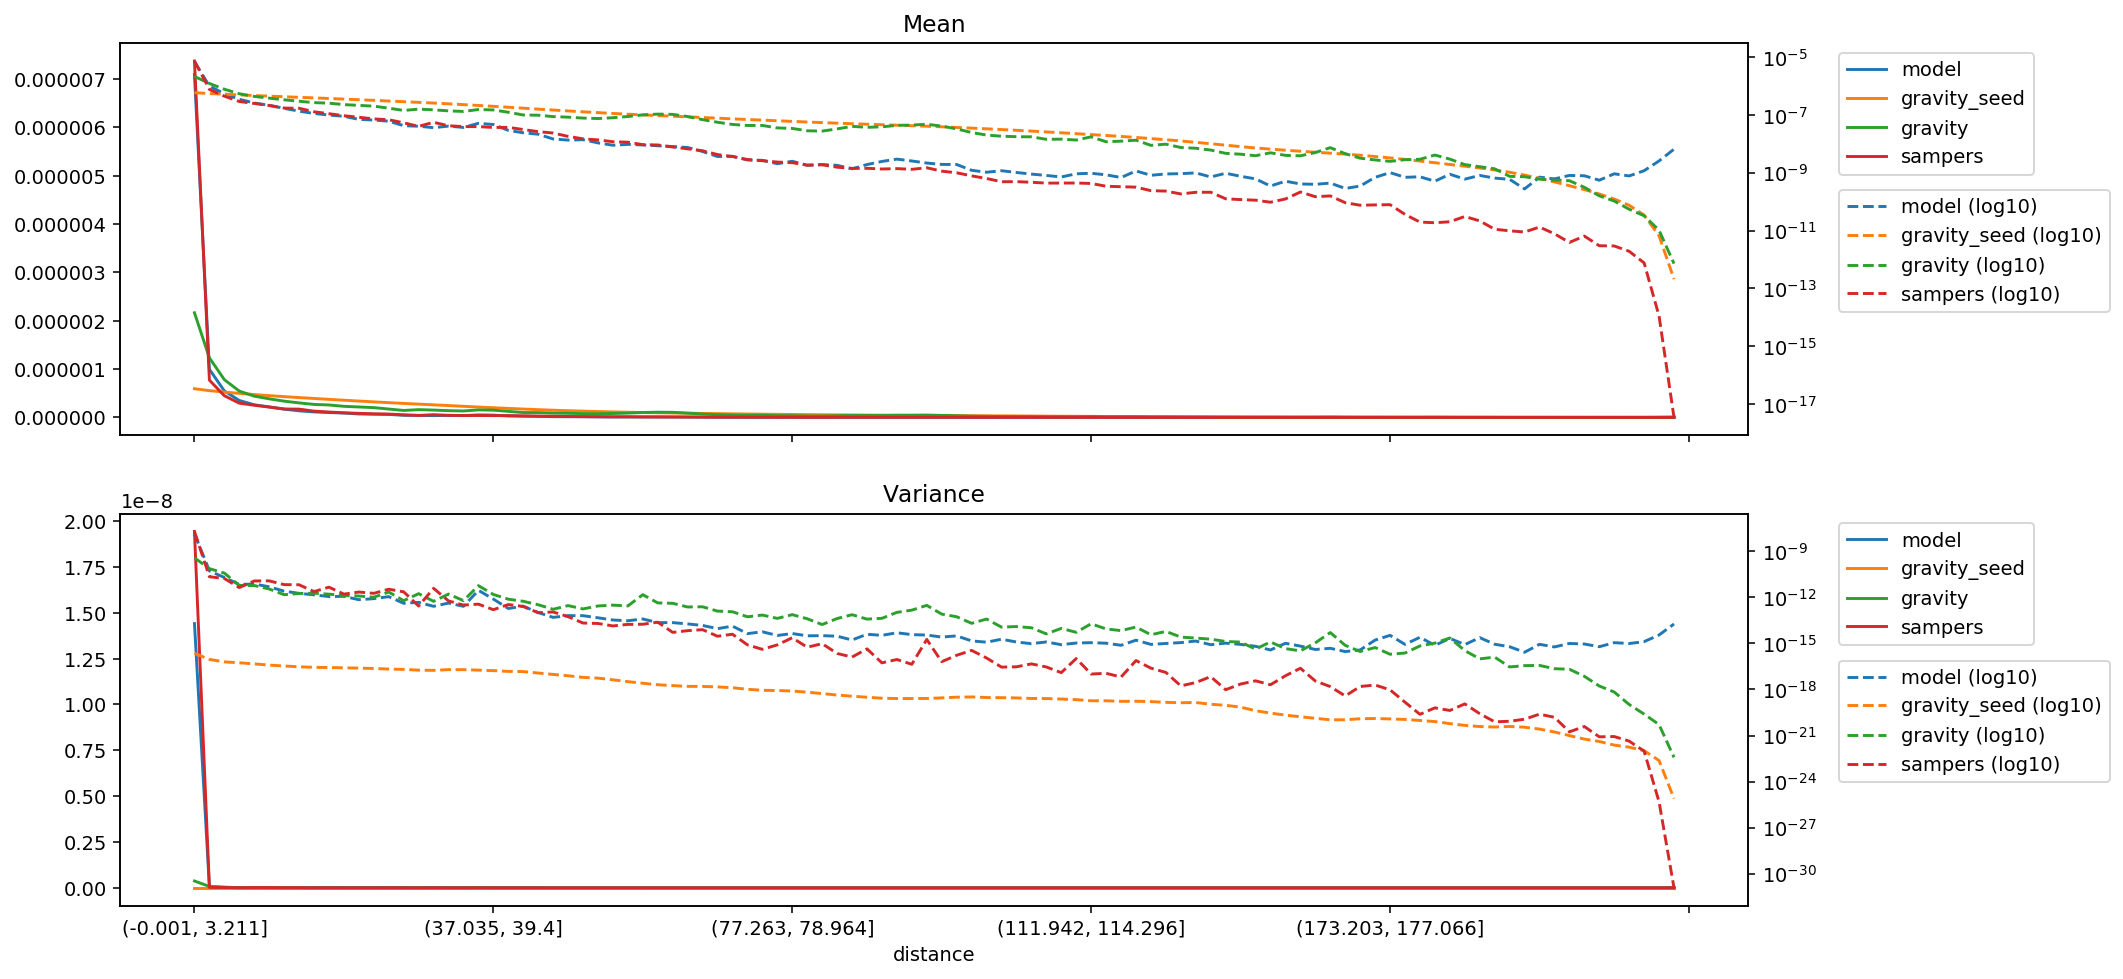 Mean
0.000007
0.000006
0.000005
0.000004
0.000003
0.000002
0.000001
0.000000
10⁻⁵
10⁻⁷
10⁻⁹
10⁻¹¹
10⁻¹³
10⁻¹⁵
10⁻¹⁷
model
gravity_seed
gravity
sampers
model (log10)
gravity_seed (log10)
gravity (log10)
sampers (log10)
Variance
1e−8
2.00
1.75
1.50
1.25
1.00
0.75
0.50
0.25
0.00
10⁻⁹
10⁻¹²
10⁻¹⁵
10⁻¹⁸
10⁻²¹
10⁻²⁴
10⁻²⁷
10⁻³⁰
model
gravity_seed
gravity
sampers
model (log10)
gravity_seed (log10)
gravity (log10)
sampers (log10)
(-0.001, 3.211] (37.035, 39.4] (77.263, 78.964] (111.942, 114.296] (173.203, 177.066]
distance